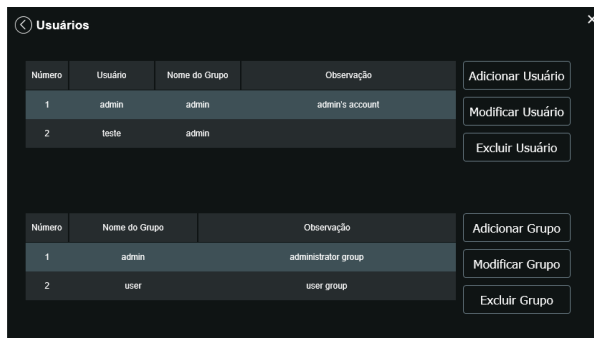 Usuários
Número Usuário Nome do Grupo Observação
1 admin admin admin's account
2 teste admin
Adicionar Usuário
Modificar Usuário
Excluir Usuário
Número Nome do Grupo Observação
1 admin administrator group
2 user user group
Adicionar Grupo
Modificar Grupo
Excluir Grupo